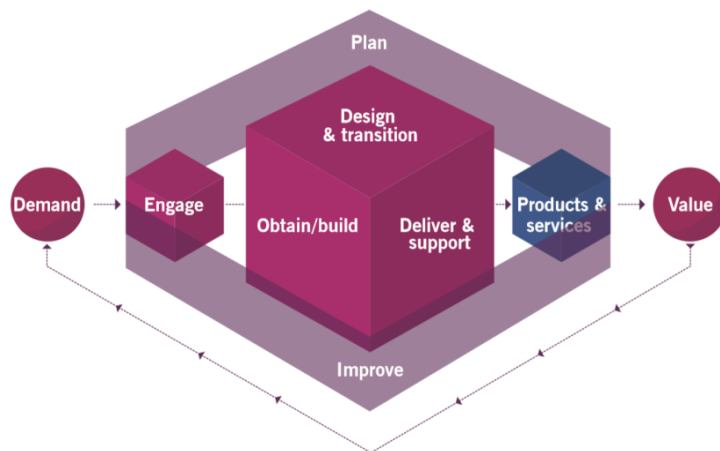 Plan
Design
& transition
Demand
Engage
Obtain/build
Deliver &
support
Products &
services
Value
Improve